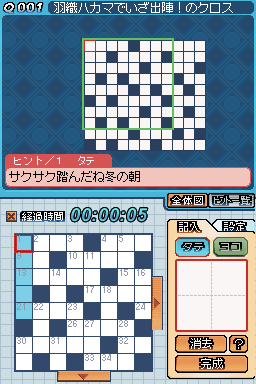 001 羽織ハカマでいざ出陣！のクロス
ヒント／1 タテ
サクサク踏んだね冬の朝
全体図 ヒント一覧
経過時間 00:00:05
記入 設定
タテ ヨコ
消去 ？
完成